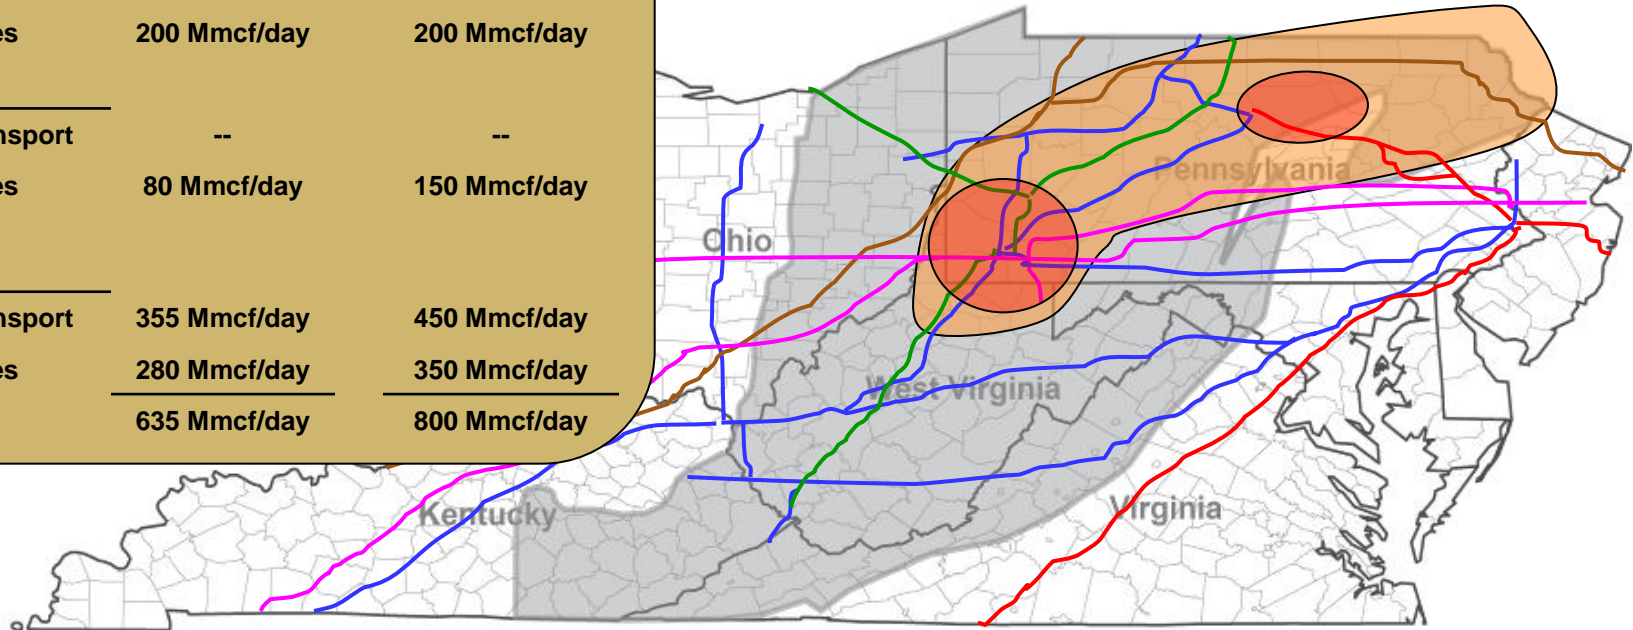 es 200 Mmcf/day 200 Mmcf/day
nsport -- --
es 80 Mmcf/day 150 Mmcf/day
nsport 355 Mmcf/day 450 Mmcf/day
es 280 Mmcf/day 350 Mmcf/day
635 Mmcf/day 800 Mmcf/day
Pennsylvania
Ohio
West Virginia
Kentucky
Virginia